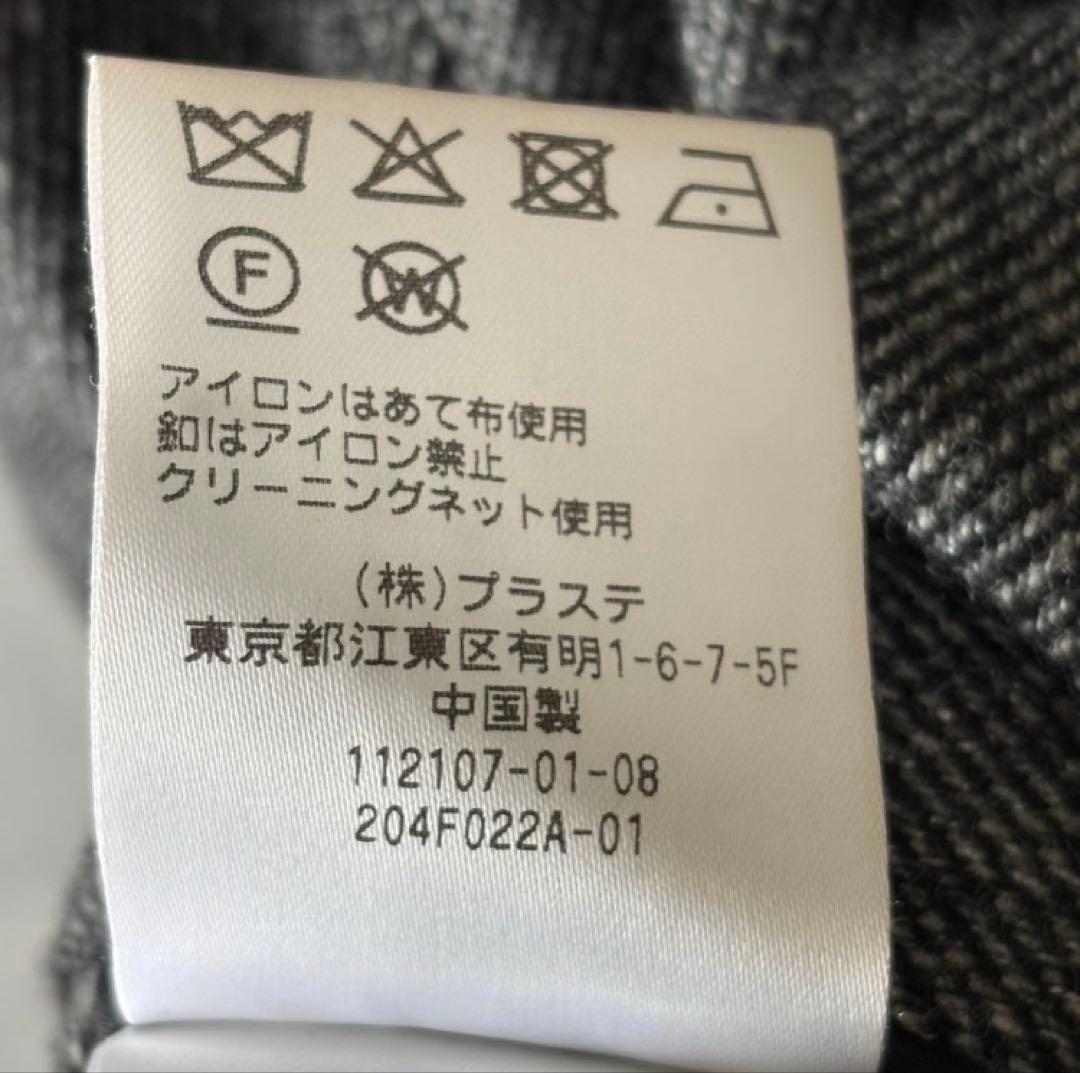 F W
アイロンはあて布使用
釦はアイロン禁止
クリーニングネット使用
(株)プラステ
東京都江東区有明1-6-7-5F
中国製
112107-01-08
204F022A-01